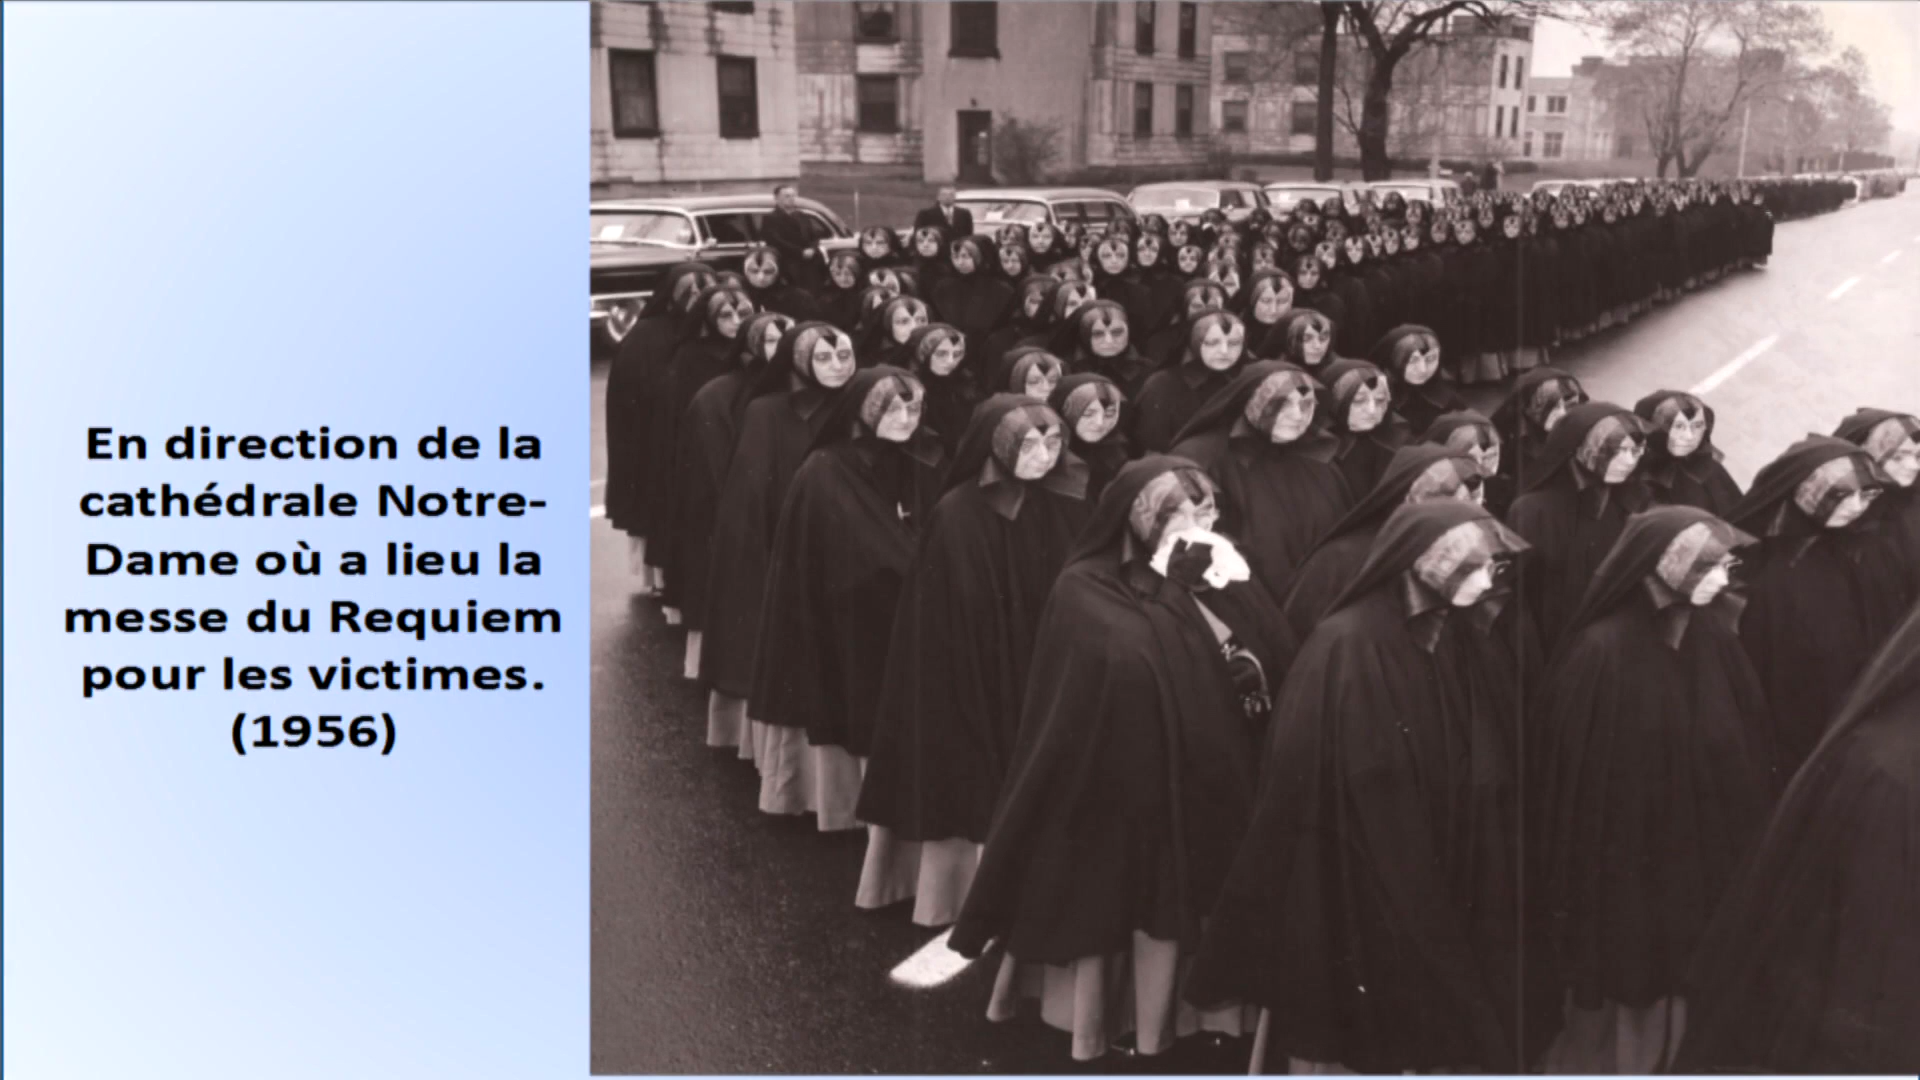 En direction de la
cathédrale Notre-
Dame où a lieu la
messe du Requiem
pour les victimes.
(1956)